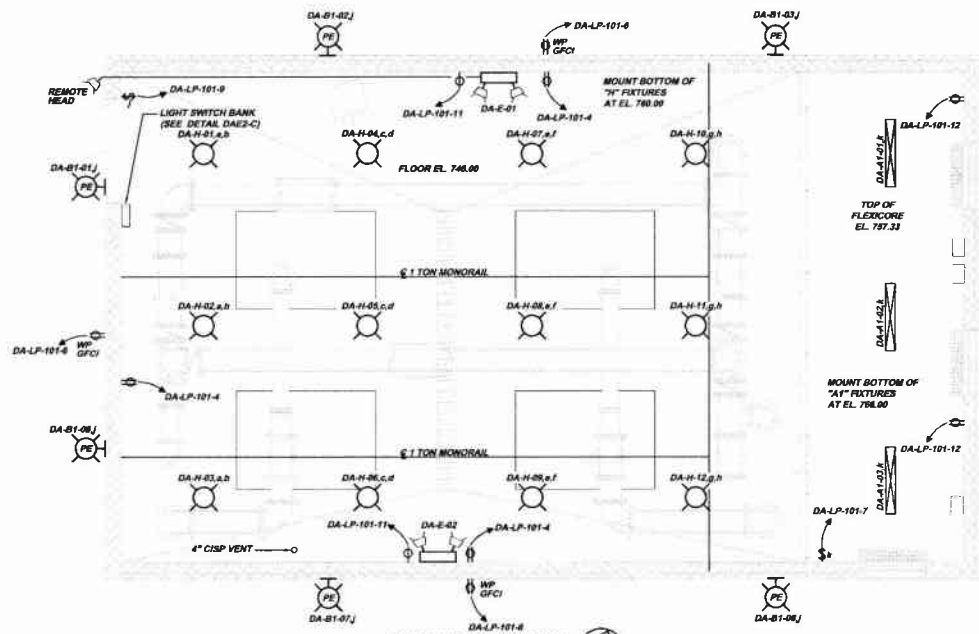 DA-B1-02,j
PE
DA-LP-101-6
WP
GFCI
DA-B1-03,j
PE
REMOTE
HEAD
DA-LP-101-9
LIGHT SWITCH BANK
(SEE DETAIL DAE2-C)
DA-LP-101-11
DA-E-01
DA-LP-101-4
MOUNT BOTTOM OF
"H" FIXTURES
AT EL. 760.00
DA-LP-101-12
DA-A1-01,k
DA-H-01,a,b
DA-H-04,c,d
DA-H-07,e,f
DA-H-10,g,h
FLOOR EL. 746.00
DA-B1-01,j
PE
TOP OF
FLEXICORE
EL. 757.33
℄ 1 TON MONORAIL
DA-A1-02,k
DA-H-02,a,b
DA-H-05,c,d
DA-H-08,e,f
DA-H-11,g,h
DA-LP-101-6
WP
GFCI
DA-LP-101-4
MOUNT BOTTOM OF
"A1" FIXTURES
AT EL. 766.00
DA-B1-08,j
PE
℄ 1 TON MONORAIL
DA-LP-101-12
DA-A1-03,k
DA-H-03,a,b
DA-H-06,c,d
DA-H-09,e,f
DA-H-12,g,h
DA-LP-101-7
$k
DA-LP-101-11
DA-E-02
DA-LP-101-4
4" CISP VENT
WP
GFCI
PE
DA-B1-07,j
DA-LP-101-6
PE
DA-B1-06,j